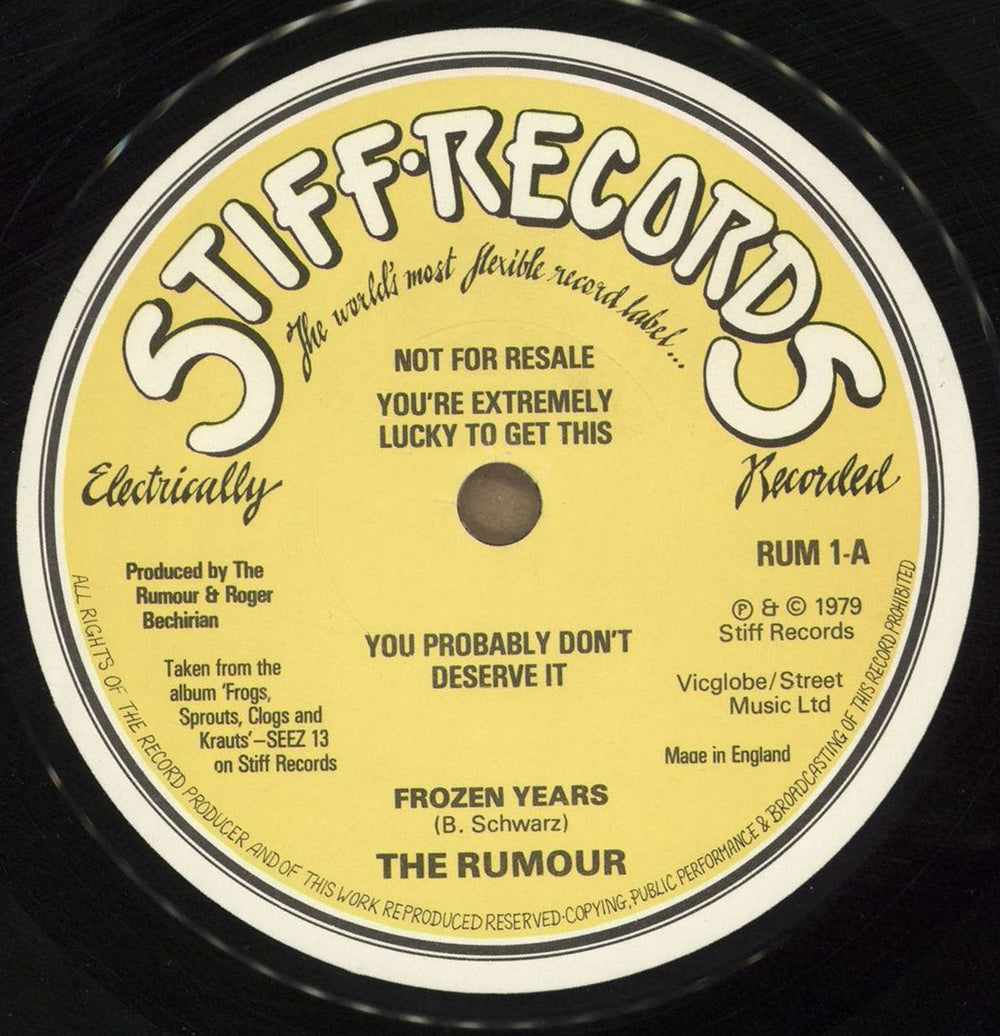 STIFF·RECORDS
The world's most flexible record label...
NOT FOR RESALE
YOU'RE EXTREMELY
LUCKY TO GET THIS
Electrically
Recorded
RUM 1-A
Produced by The
Rumour & Roger
Bechirian
Ⓟ & © 1979
Stiff Records
YOU PROBABLY DON'T
DESERVE IT
Taken from the
album 'Frogs,
Sprouts, Clogs and
Krauts'–SEEZ 13
on Stiff Records
Vicglobe/Street
Music Ltd
Made in England
FROZEN YEARS
(B. Schwarz)
THE RUMOUR
ALL RIGHTS OF THE RECORD PRODUCER AND OF THIS WORK REPRODUCED RESERVED·COPYING, PUBLIC PERFORMANCE & BROADCASTING OF THIS RECORD PROHIBITED